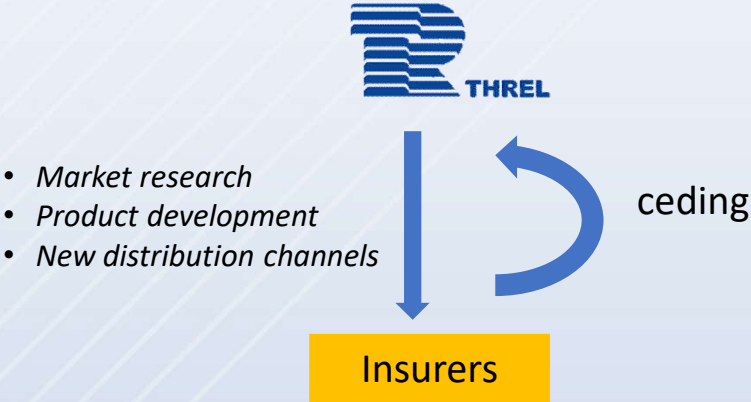 THREL
• Market research
• Product development
• New distribution channels
ceding
Insurers